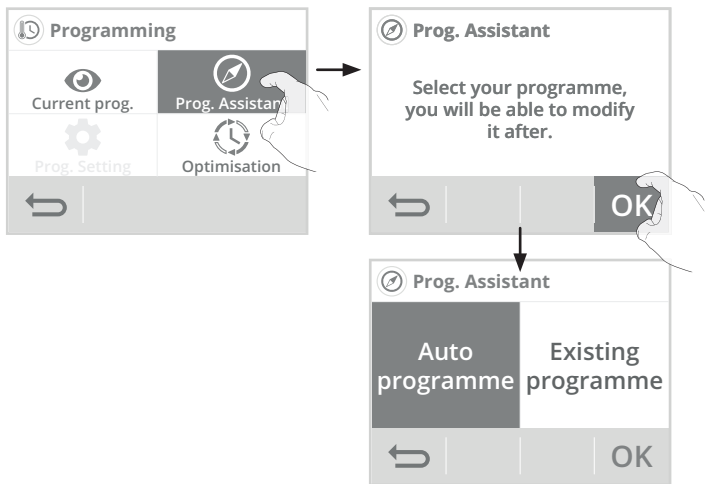 Programming
Current prog.
Prog. Assistant
Prog. Setting
Optimisation
Prog. Assistant
Select your programme,
you will be able to modify
it after.
OK
Prog. Assistant
Auto
programme
Existing
programme
OK